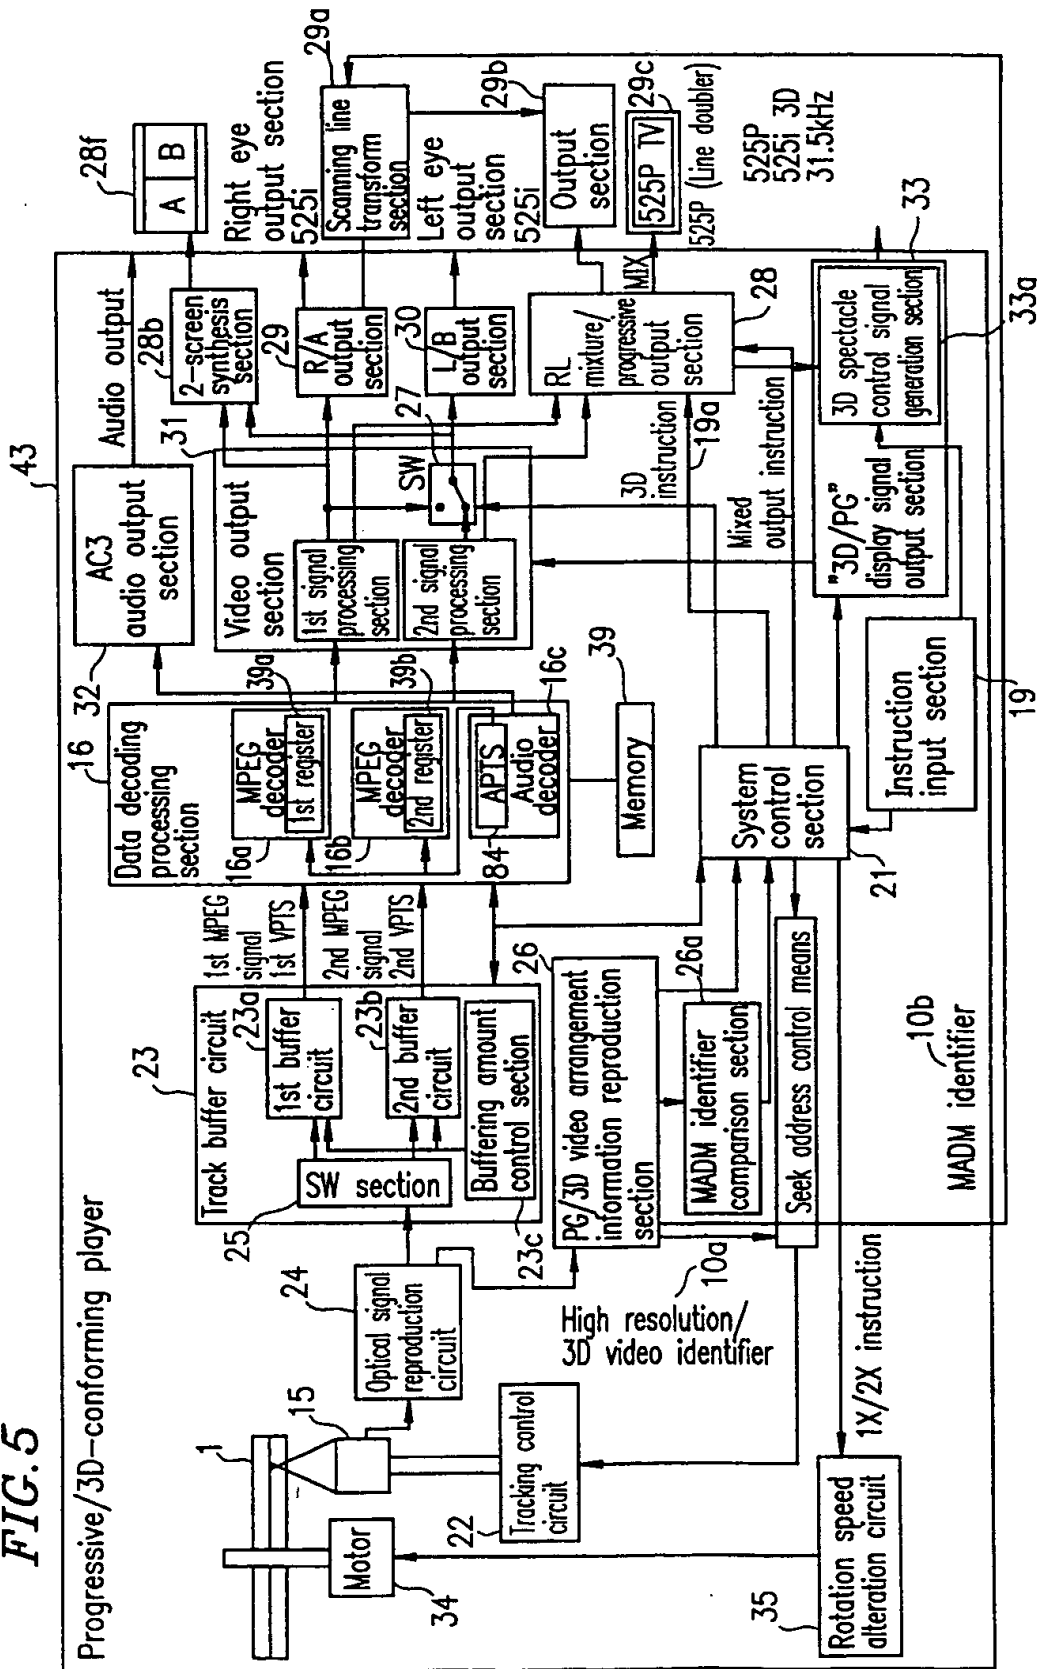 FIG.5
Progressive/3D-conforming player
43
1
15
Motor
34
24
Optical signal
reproduction
circuit
22
Tracking control
circuit
35
Rotation speed
alteration circuit
1X/2X instruction
High resolution/
3D video identifier
10a
23
Track buffer circuit
25
SW section
23a
1st buffer
circuit
23b
2nd buffer
circuit
Buffering amount
control section
23c
26
PG/3D video arrangement
information reproduction
section
26a
MADM identifier
comparison section
Seek address control means
10b
MADM identifier
1st MPEG
signal
1st VPTS
2nd MPEG
signal
2nd VPTS
16
Data decoding
processing
section
16a
MPEG
decoder
39a
1st register
16b
MPEG
decoder
39b
2nd register
84
APTS
Audio
decoder
16c
39
Memory
System
control
section
21
Instruction
input section
19
32
AC3
audio output
section
Audio output
31
Video output
section
1st signal
processing
section
2nd signal
processing
section
SW
27
3D
instruction
19a
Mixed
output instruction
"3D/PG"
display signal
output section
3D spectacle
control signal
generation section
33
33a
28b
2-screen
synthesis
section
29
R/A
output
section
30
L/B
output
section
RL
mixture/
progressive
output
section
28
MIX
28f
A
B
Right eye
output section
525i
29a
Scanning line
transform
section
Left eye
output
section
525i
29b
Output
section
29c
525P TV
525P (Line doubler)
525P
525i 3D
31.5kHz